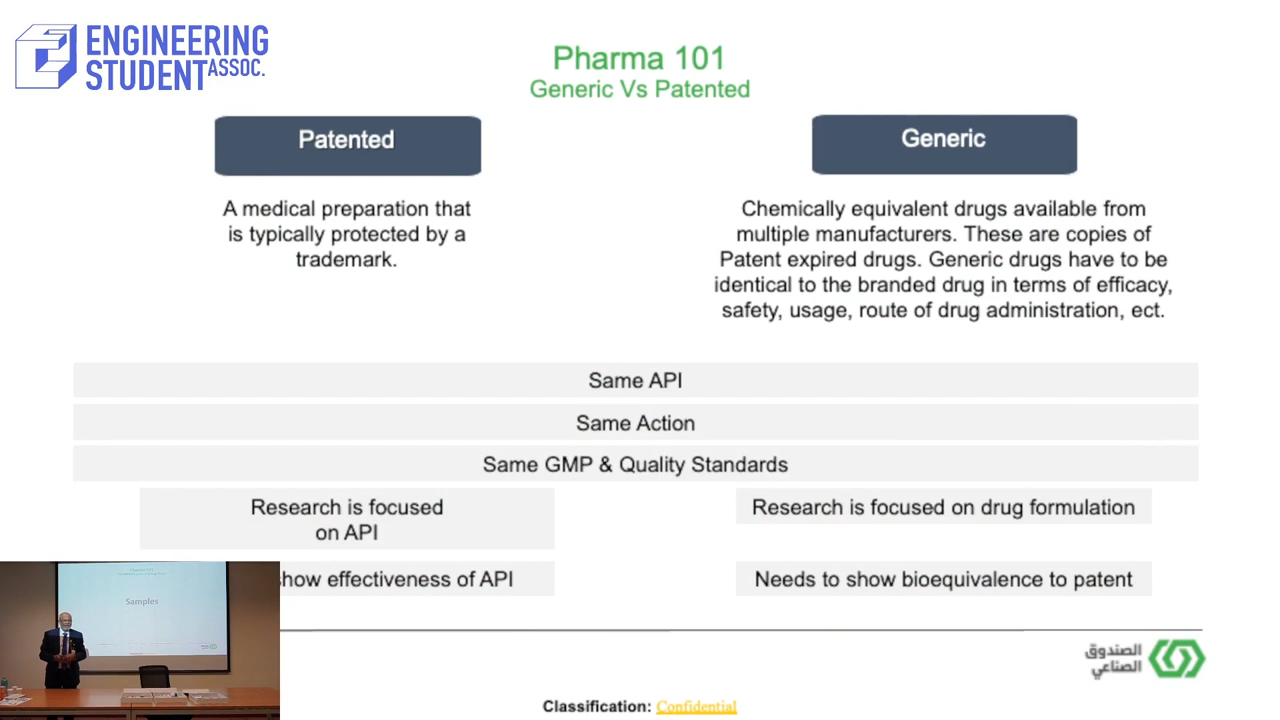 ENGINEERING
STUDENT ASSOC.
Pharma 101
Generic Vs Patented
Patented
Generic
A medical preparation that
is typically protected by a
trademark.
Chemically equivalent drugs available from
multiple manufacturers. These are copies of
Patent expired drugs. Generic drugs have to be
identical to the branded drug in terms of efficacy,
safety, usage, route of drug administration, ect.
Same API
Same Action
Same GMP & Quality Standards
Research is focused
on API
Research is focused on drug formulation
show effectiveness of API
Needs to show bioequivalence to patent
Pharma 101
Samples
الصندوق
الصناعي
Classification: Confidential